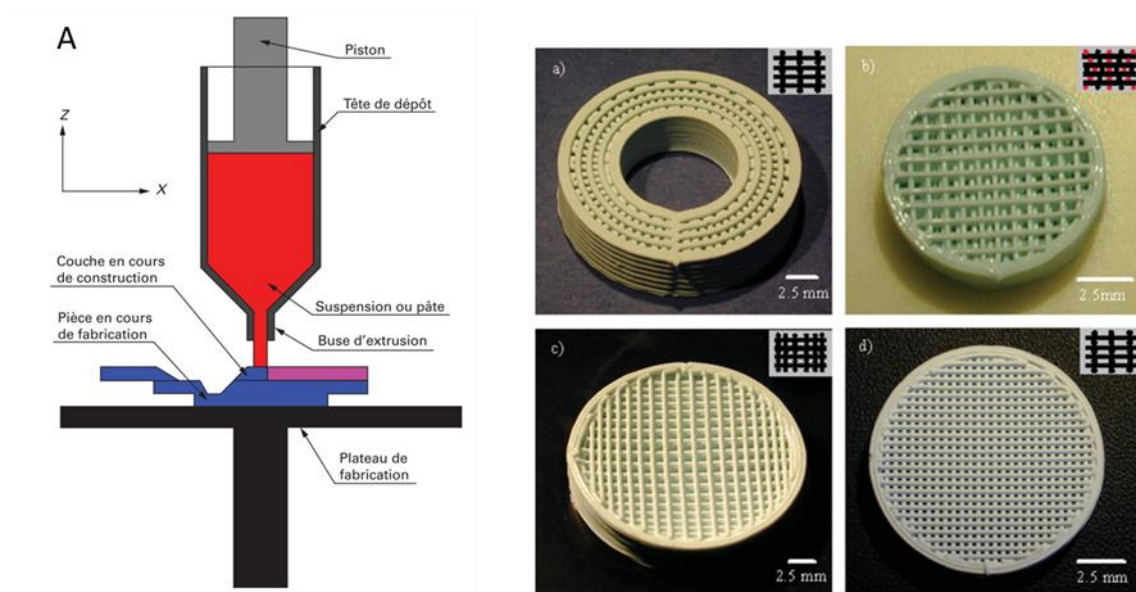 A
Piston
Tête de dépôt
Z
X
Couche en cours
de construction
Pièce en cours
de fabrication
Suspension ou pâte
Buse d'extrusion
Plateau de
fabrication
a)
2.5 mm
b)
2.5mm
c)
2.5 mm
d)
2.5 mm